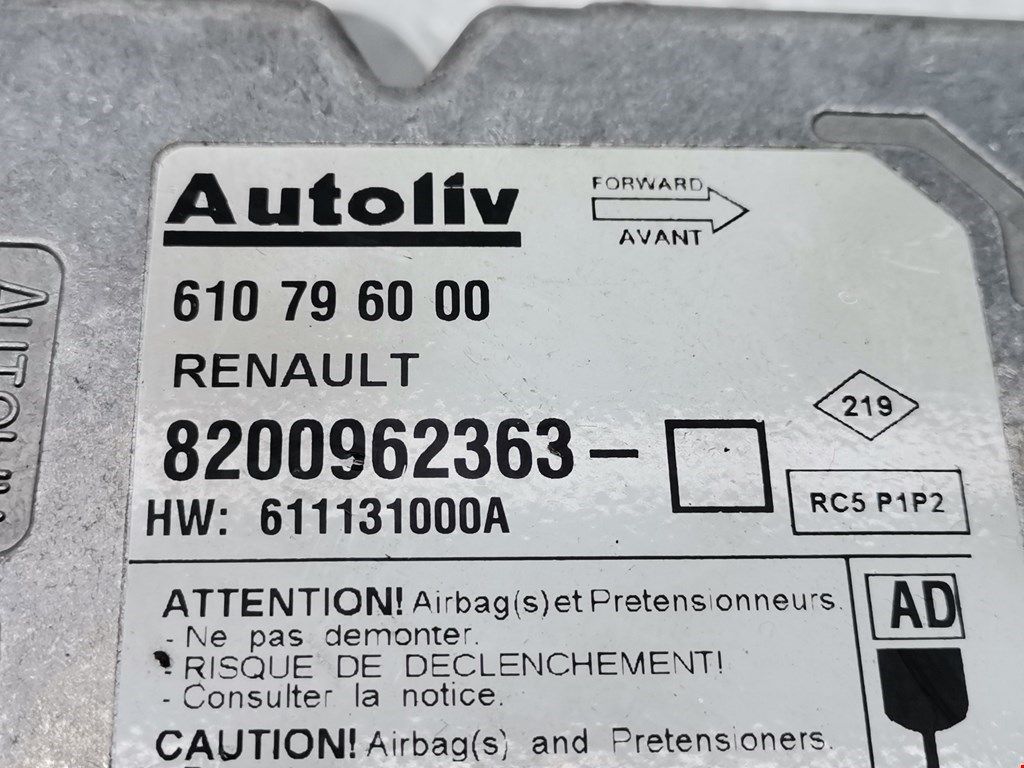 Autoliv
FORWARD
AVANT
610 79 60 00
RENAULT
219
8200962363-
RC5 P1P2
HW: 611131000A
ATTENTION! Airbag(s) et Pretensionneurs.
- Ne pas demonter.
- RISQUE DE DECLENCHEMENT!
- Consulter la notice.
AD
CAUTION! Airbag(s) and Pretensioners.